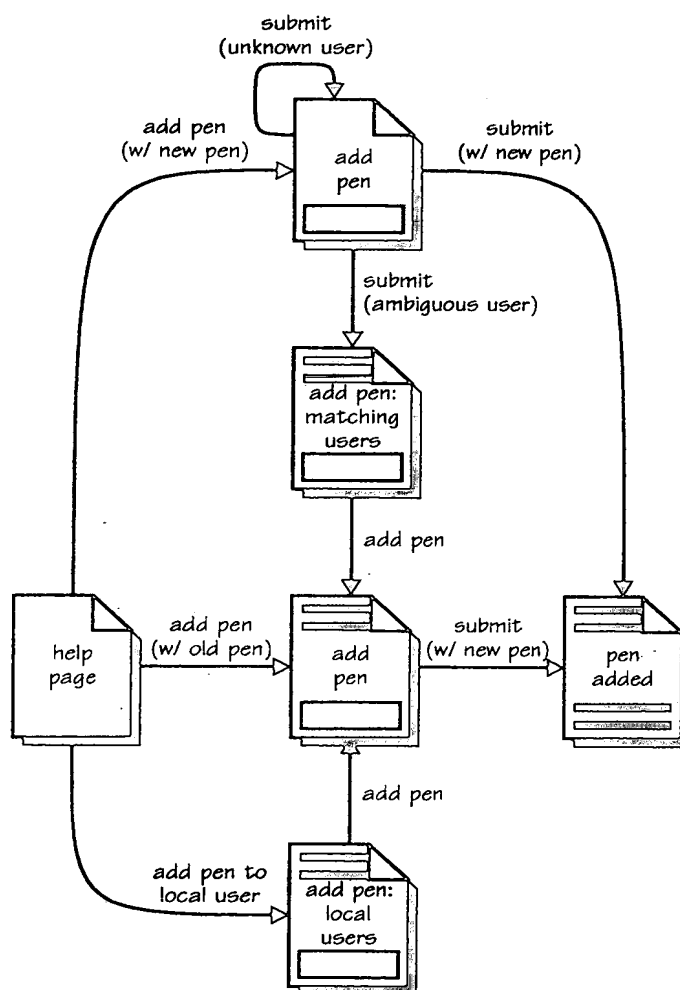 submit
(unknown user)
add pen
(w/ new pen)
add
pen
submit
(w/ new pen)
submit
(ambiguous user)
add pen:
matching
users
add pen
help
page
add pen
(w/ old pen)
add
pen
submit
(w/ new pen)
pen
added
add pen
add pen to
local user
add pen:
local
users